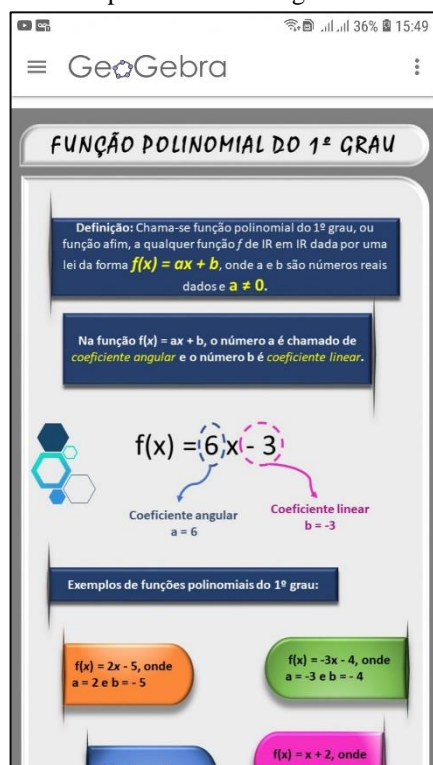 36% 15:49
GeoGebra
FUNÇÃO POLINOMIAL DO 1º GRAU
Definição: Chama-se função polinomial do 1º grau, ou
função afim, a qualquer função f de IR em IR dada por uma
lei da forma f(x) = ax + b, onde a e b são números reais
dados e a ≠ 0.
Na função f(x) = ax + b, o número a é chamado de
coeficiente angular e o número b é coeficiente linear.
f(x) = 6x - 3
Coeficiente angular
a = 6
Coeficiente linear
b = -3
Exemplos de funções polinomiais do 1º grau:
f(x) = 2x - 5, onde
a = 2 e b = - 5
f(x) = -3x - 4, onde
a = -3 e b = - 4
f(x) = x + 2, onde